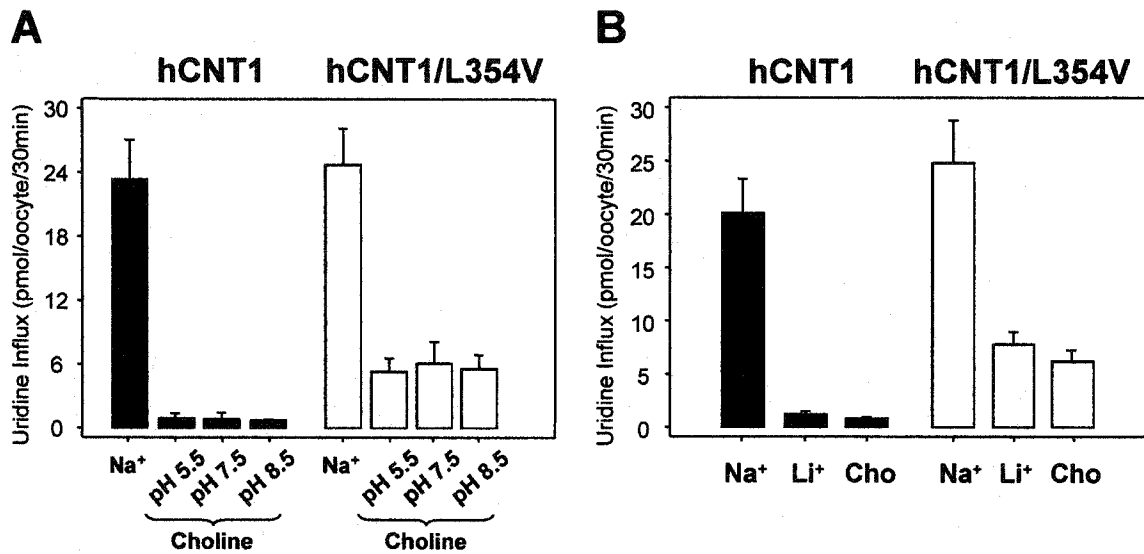 A
hCNT1 hCNT1/L354V
Uridine Influx (pmol/oocyte/30min)
30
24
18
12
6
0
Na⁺ pH 5.5 pH 7.5 pH 8.5 Na⁺ pH 5.5 pH 7.5 pH 8.5
Choline Choline
B
hCNT1 hCNT1/L354V
Uridine Influx (pmol/oocyte/30min)
30
25
20
15
10
5
0
Na⁺ Li⁺ Cho Na⁺ Li⁺ Cho